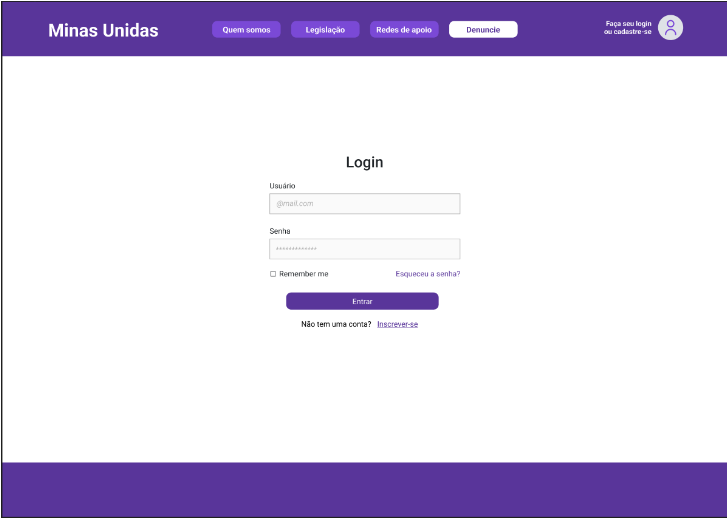 Minas Unidas
Quem somos
Legislação
Redes de apoio
Denuncie
Faça seu login
ou cadastre-se
Login
Usuário
@mail.com
Senha
*************
Remember me
Esqueceu a senha?
Entrar
Não tem uma conta? Inscrever-se